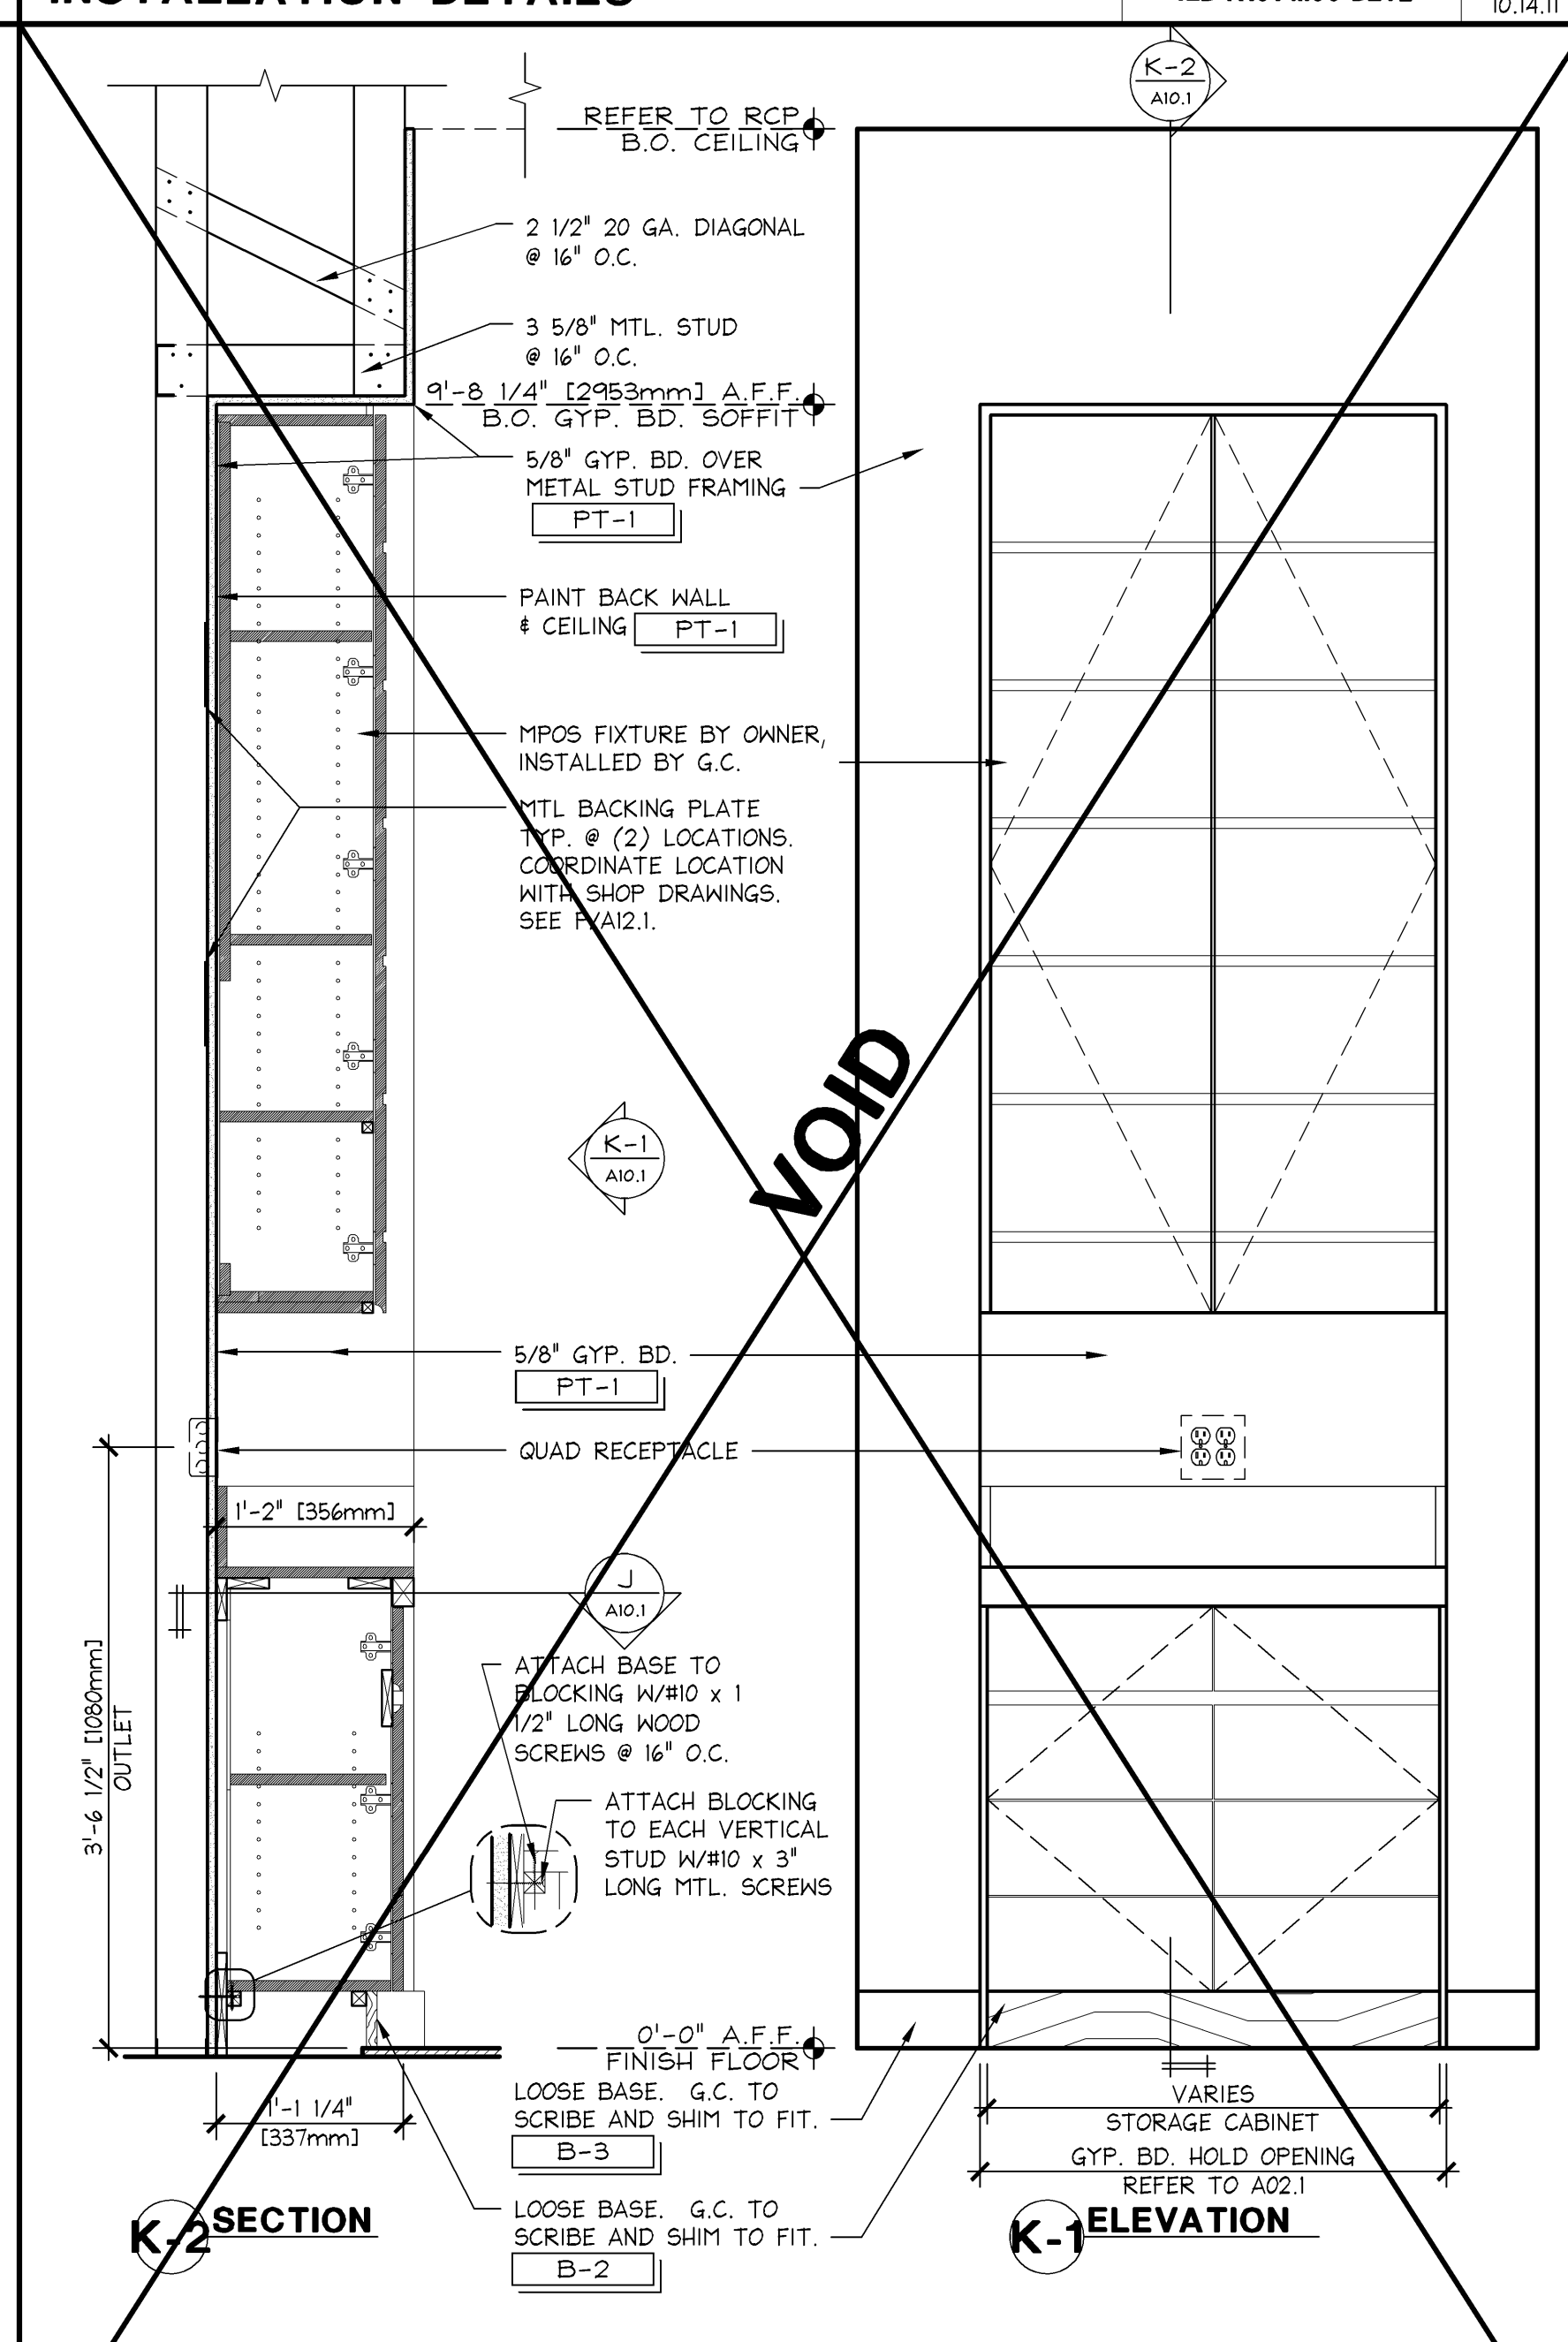 INSTALLATION DETAILS
10.14.11
K-2
A10.1
REFER TO RCP
B.O. CEILING
2 1/2" 20 GA. DIAGONAL
@ 16" O.C.
3 5/8" MTL. STUD
@ 16" O.C.
9'-8 1/4" [2953mm] A.F.F.
B.O. GYP. BD. SOFFIT
5/8" GYP. BD. OVER
METAL STUD FRAMING
PT-1
PAINT BACK WALL
& CEILING PT-1
MPOS FIXTURE BY OWNER,
INSTALLED BY G.C.
MTL BACKING PLATE
TYP. @ (2) LOCATIONS.
COORDINATE LOCATION
WITH SHOP DRAWINGS.
SEE F/A12.1.
VOID
K-1
A10.1
5/8" GYP. BD.
PT-1
QUAD RECEPTACLE
1'-2" [356mm]
J
A10.1
3'-6 1/2" [1080mm]
OUTLET
ATTACH BASE TO
BLOCKING W/#10 x 1
1/2" LONG WOOD
SCREWS @ 16" O.C.
ATTACH BLOCKING
TO EACH VERTICAL
STUD W/#10 x 3"
LONG MTL. SCREWS
0'-0" A.F.F.
FINISH FLOOR
LOOSE BASE. G.C. TO
SCRIBE AND SHIM TO FIT.
B-3
1'-1 1/4"
[337mm]
VARIES
STORAGE CABINET
GYP. BD. HOLD OPENING
REFER TO A02.1
LOOSE BASE. G.C. TO
SCRIBE AND SHIM TO FIT.
B-2
K-2 SECTION
K-1 ELEVATION